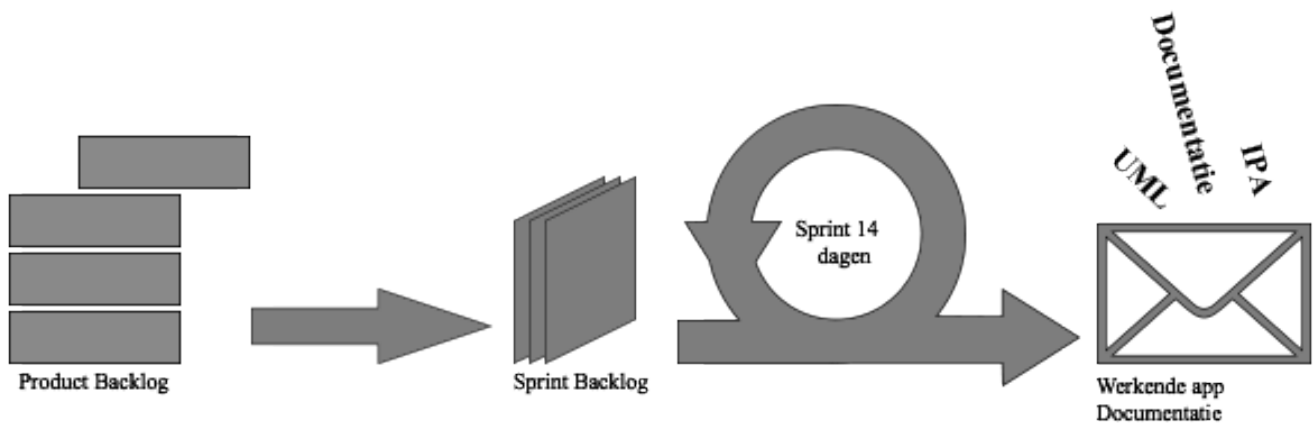 Product Backlog
Sprint Backlog
Sprint 14
dagen
UML
Documentatie
IPA
Werkende app
Documentatie